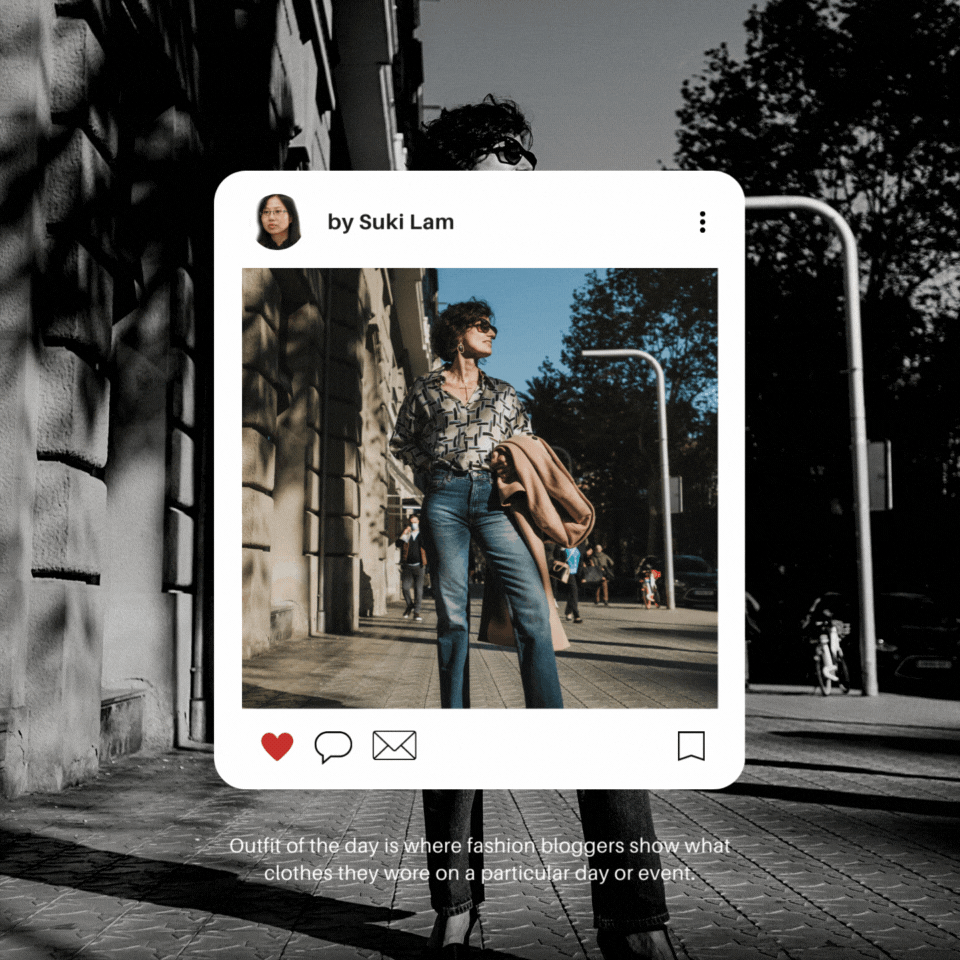 by Suki Lam
Outfit of the day is where fashion bloggers show what
clothes they wore on a particular day or event.